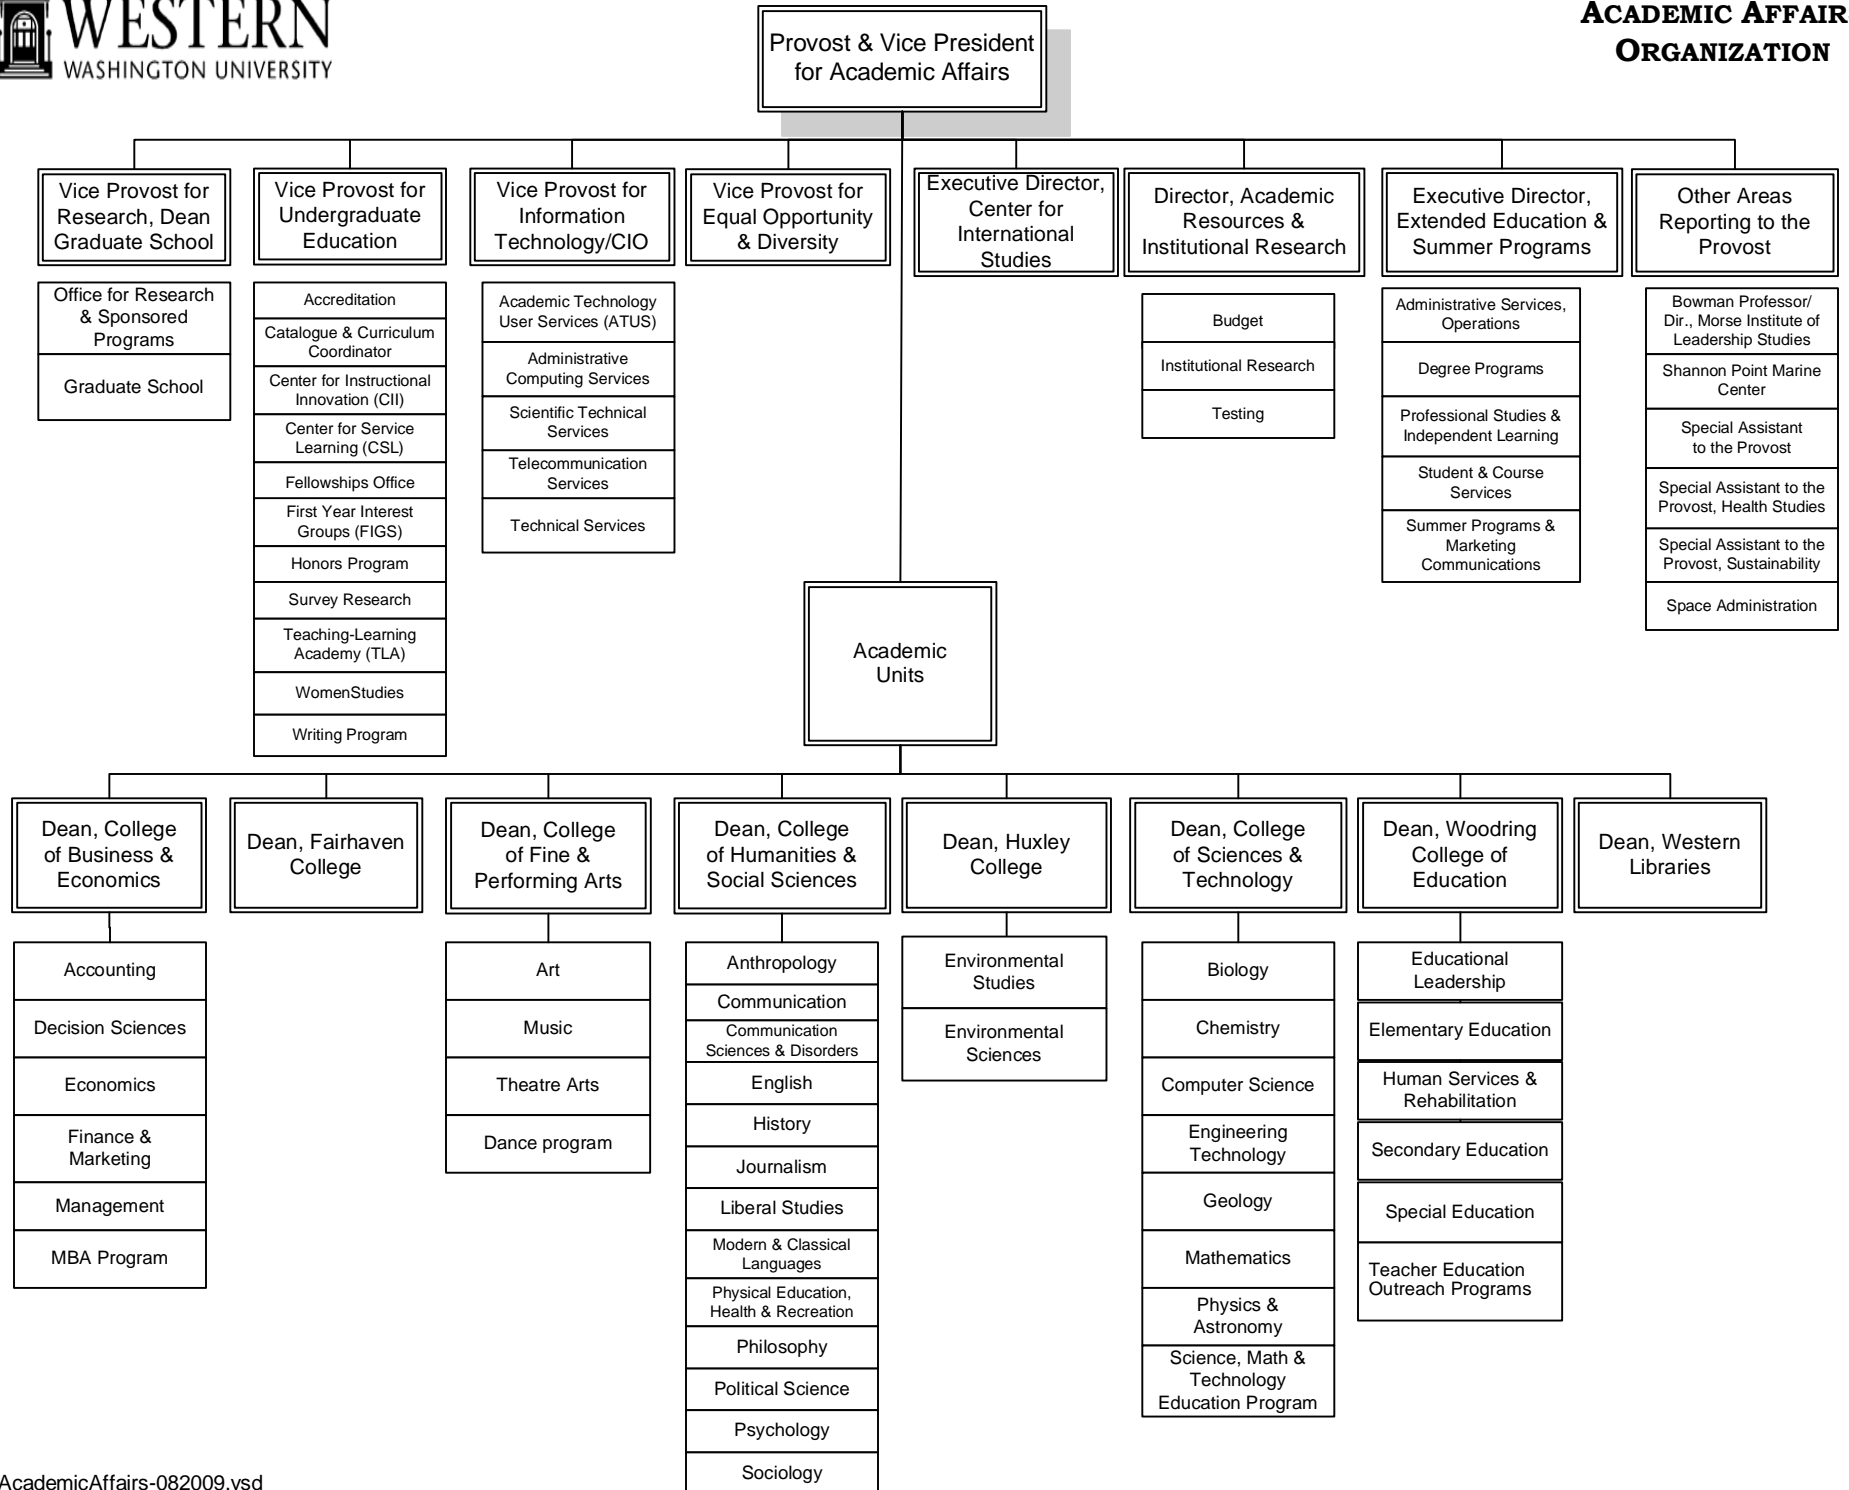 WESTERN
WASHINGTON UNIVERSITY
ACADEMIC AFFAIR
ORGANIZATION
Provost & Vice President
for Academic Affairs
Vice Provost for
Research, Dean
Graduate School
Office for Research
& Sponsored
Programs
Graduate School
Vice Provost for
Undergraduate
Education
Accreditation
Catalogue & Curriculum
Coordinator
Center for Instructional
Innovation (CII)
Center for Service
Learning (CSL)
Fellowships Office
First Year Interest
Groups (FIGS)
Honors Program
Survey Research
Teaching-Learning
Academy (TLA)
WomenStudies
Writing Program
Vice Provost for
Information
Technology/CIO
Academic Technology
User Services (ATUS)
Administrative
Computing Services
Scientific Technical
Services
Telecommunication
Services
Technical Services
Vice Provost for
Equal Opportunity
& Diversity
Executive Director,
Center for
International
Studies
Director, Academic
Resources &
Institutional Research
Budget
Institutional Research
Testing
Executive Director,
Extended Education &
Summer Programs
Administrative Services,
Operations
Degree Programs
Professional Studies &
Independent Learning
Student & Course
Services
Summer Programs &
Marketing
Communications
Other Areas
Reporting to the
Provost
Bowman Professor/
Dir., Morse Institute of
Leadership Studies
Shannon Point Marine
Center
Special Assistant
to the Provost
Special Assistant to the
Provost, Health Studies
Special Assistant to the
Provost, Sustainability
Space Administration
Academic
Units
Dean, College
of Business &
Economics
Accounting
Decision Sciences
Economics
Finance &
Marketing
Management
MBA Program
Dean, Fairhaven
College
Dean, College
of Fine &
Performing Arts
Art
Music
Theatre Arts
Dance program
Dean, College
of Humanities &
Social Sciences
Anthropology
Communication
Communication
Sciences & Disorders
English
History
Journalism
Liberal Studies
Modern & Classical
Languages
Physical Education,
Health & Recreation
Philosophy
Political Science
Psychology
Sociology
Dean, Huxley
College
Environmental
Studies
Environmental
Sciences
Dean, College
of Sciences &
Technology
Biology
Chemistry
Computer Science
Engineering
Technology
Geology
Mathematics
Physics &
Astronomy
Science, Math &
Technology
Education Program
Dean, Woodring
College of
Education
Educational
Leadership
Elementary Education
Human Services &
Rehabilitation
Secondary Education
Special Education
Teacher Education
Outreach Programs
Dean, Western
Libraries
AcademicAffairs-082009.vsd